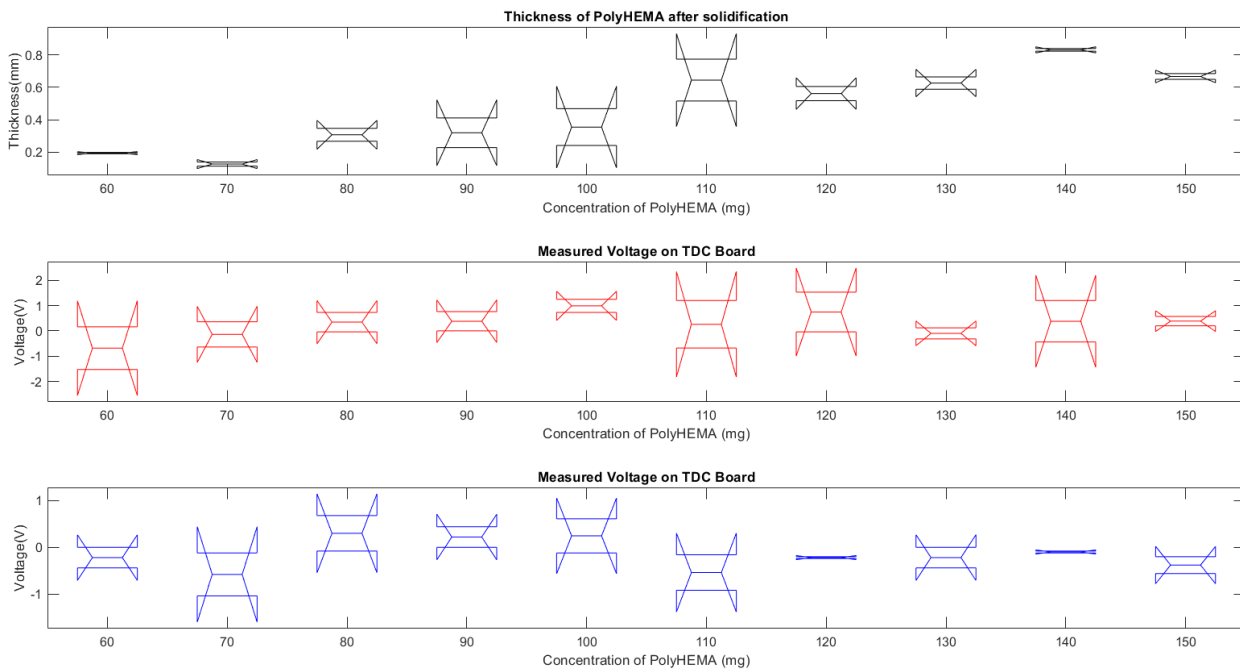 Thickness of PolyHEMA after solidification
Thickness(mm)
0.8
0.6
0.4
0.2
60 70 80 90 100 110 120 130 140 150
Concentration of PolyHEMA (mg)
Measured Voltage on TDC Board
Voltage(V)
2
1
0
-1
-2
60 70 80 90 100 110 120 130 140 150
Concentration of PolyHEMA (mg)
Measured Voltage on TDC Board
Voltage(V)
1
0
-1
60 70 80 90 100 110 120 130 140 150
Concentration of PolyHEMA (mg)